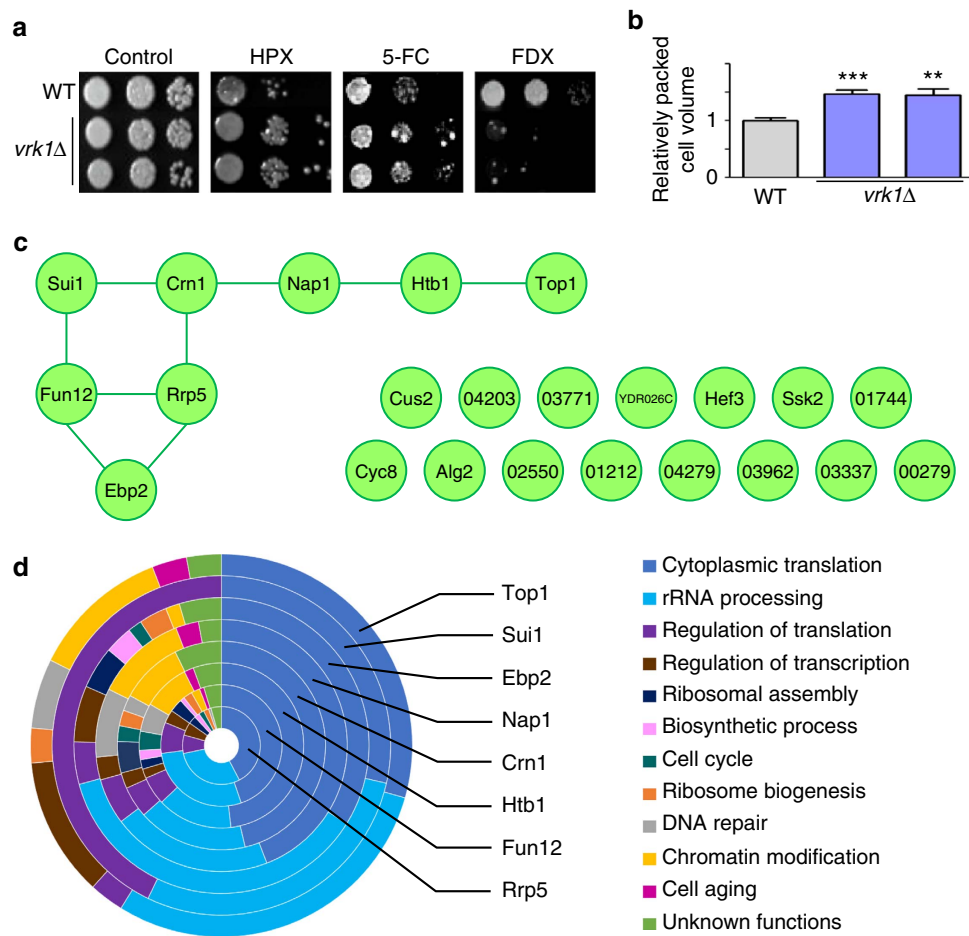 a
Control HPX 5-FC FDX
WT
vrk1Δ
b
Relatively packed
cell volume
1
0
*** **
WT vrk1Δ
c
Sui1 Crn1 Nap1 Htb1 Top1
Fun12 Rrp5
Ebp2
Cus2 04203 03771 YDR026C Hef3 Ssk2 01744
Cyc8 Alg2 02550 01212 04279 03962 03337 00279
d
Top1
Sui1
Ebp2
Nap1
Crn1
Htb1
Fun12
Rrp5
Cytoplasmic translation
rRNA processing
Regulation of translation
Regulation of transcription
Ribosomal assembly
Biosynthetic process
Cell cycle
Ribosome biogenesis
DNA repair
Chromatin modification
Cell aging
Unknown functions